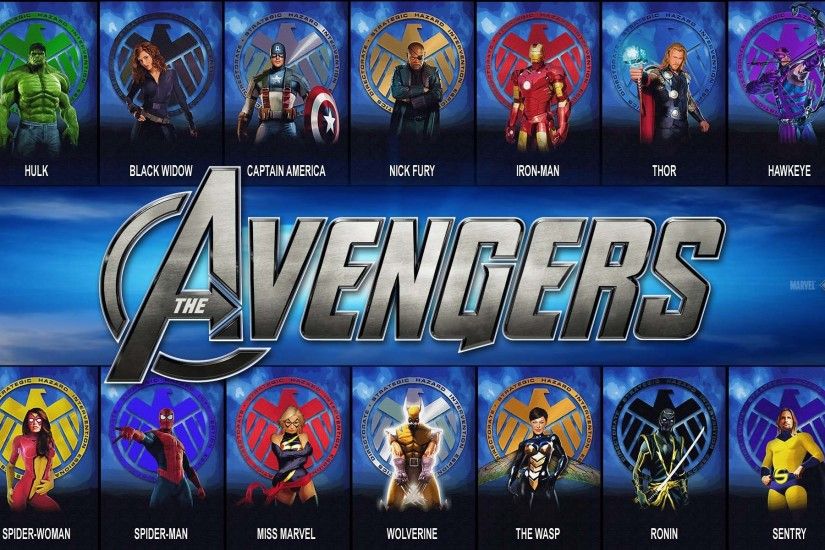 HULK
BLACK WIDOW
CAPTAIN AMERICA
NICK FURY
IRON-MAN
THOR
HAWKEYE
THE AVENGERS
MARVEL
SPIDER-WOMAN
SPIDER-MAN
MISS MARVEL
WOLVERINE
THE WASP
RONIN
SENTRY